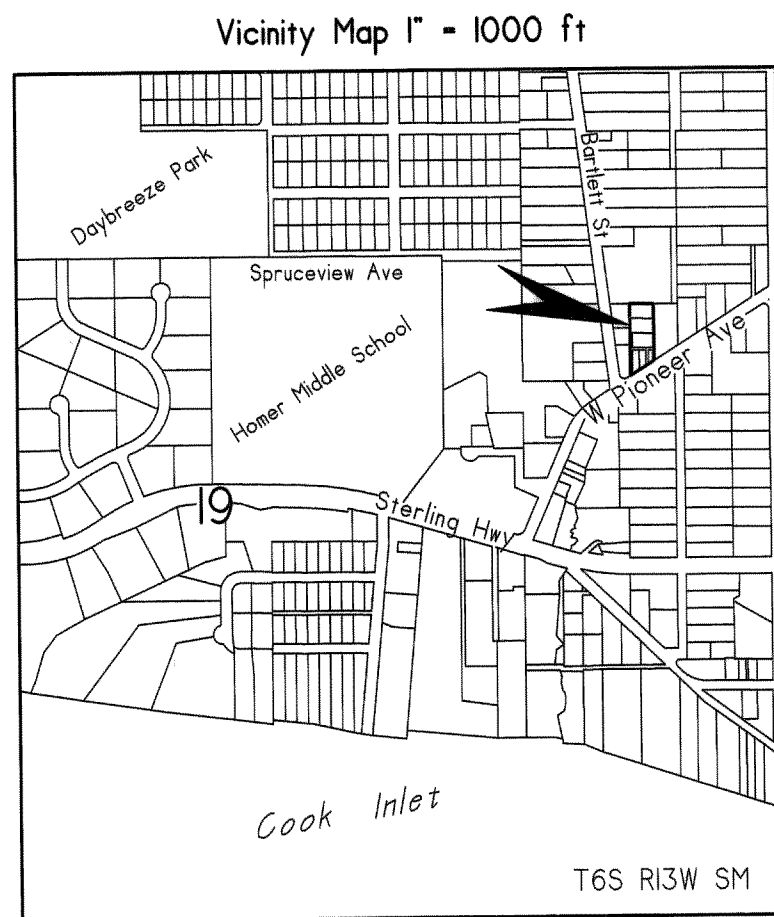 Vicinity Map 1" = 1000 ft
Bartlett St
Daybreeze Park
Spruceview Ave
Homer Middle School
W. Pioneer Ave
19
Sterling Hwy
Cook Inlet
T6S R13W SM